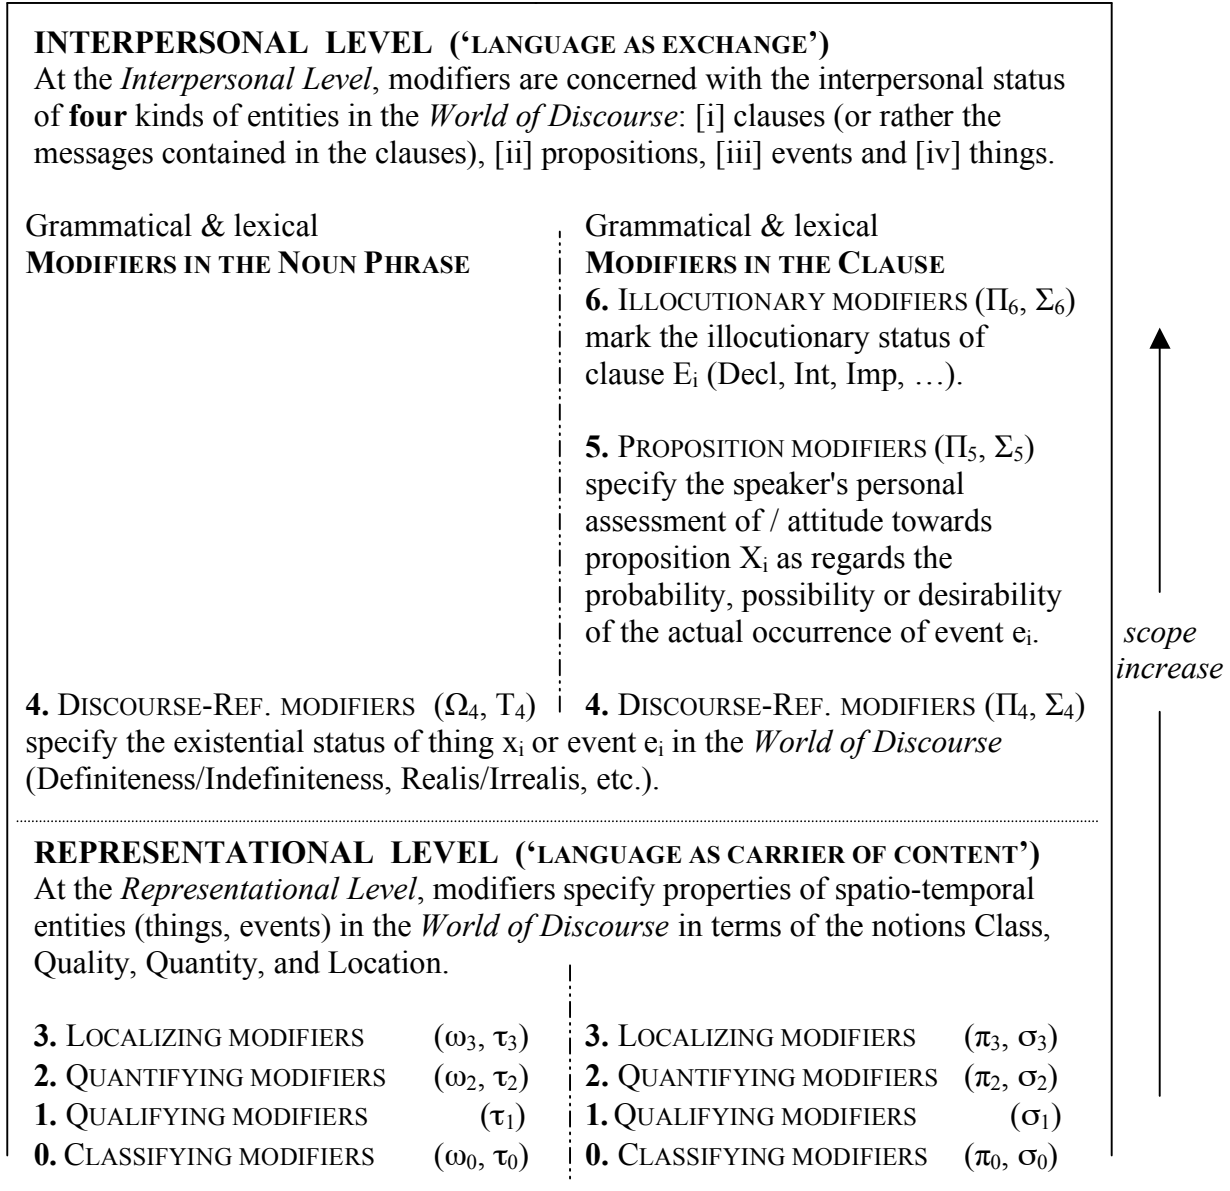 INTERPERSONAL LEVEL (‘LANGUAGE AS EXCHANGE’)
At the Interpersonal Level, modifiers are concerned with the interpersonal status
of four kinds of entities in the World of Discourse: [i] clauses (or rather the
messages contained in the clauses), [ii] propositions, [iii] events and [iv] things.
Grammatical & lexical
MODIFIERS IN THE NOUN PHRASE
Grammatical & lexical
MODIFIERS IN THE CLAUSE
6. ILLOCUTIONARY MODIFIERS (Π6, Σ6)
mark the illocutionary status of
clause Ei (Decl, Int, Imp, …).
5. PROPOSITION MODIFIERS (Π5, Σ5)
specify the speaker's personal
assessment of / attitude towards
proposition Xi as regards the
probability, possibility or desirability
of the actual occurrence of event ei.
scope
increase
4. DISCOURSE-REF. MODIFIERS (Ω4, T4)
4. DISCOURSE-REF. MODIFIERS (Π4, Σ4)
specify the existential status of thing xi or event ei in the World of Discourse
(Definiteness/Indefiniteness, Realis/Irrealis, etc.).
REPRESENTATIONAL LEVEL (‘LANGUAGE AS CARRIER OF CONTENT’)
At the Representational Level, modifiers specify properties of spatio-temporal
entities (things, events) in the World of Discourse in terms of the notions Class,
Quality, Quantity, and Location.
3. LOCALIZING MODIFIERS (ω3, τ3)
2. QUANTIFYING MODIFIERS (ω2, τ2)
1. QUALIFYING MODIFIERS (τ1)
0. CLASSIFYING MODIFIERS (ω0, τ0)
3. LOCALIZING MODIFIERS (π3, σ3)
2. QUANTIFYING MODIFIERS (π2, σ2)
1. QUALIFYING MODIFIERS (σ1)
0. CLASSIFYING MODIFIERS (π0, σ0)